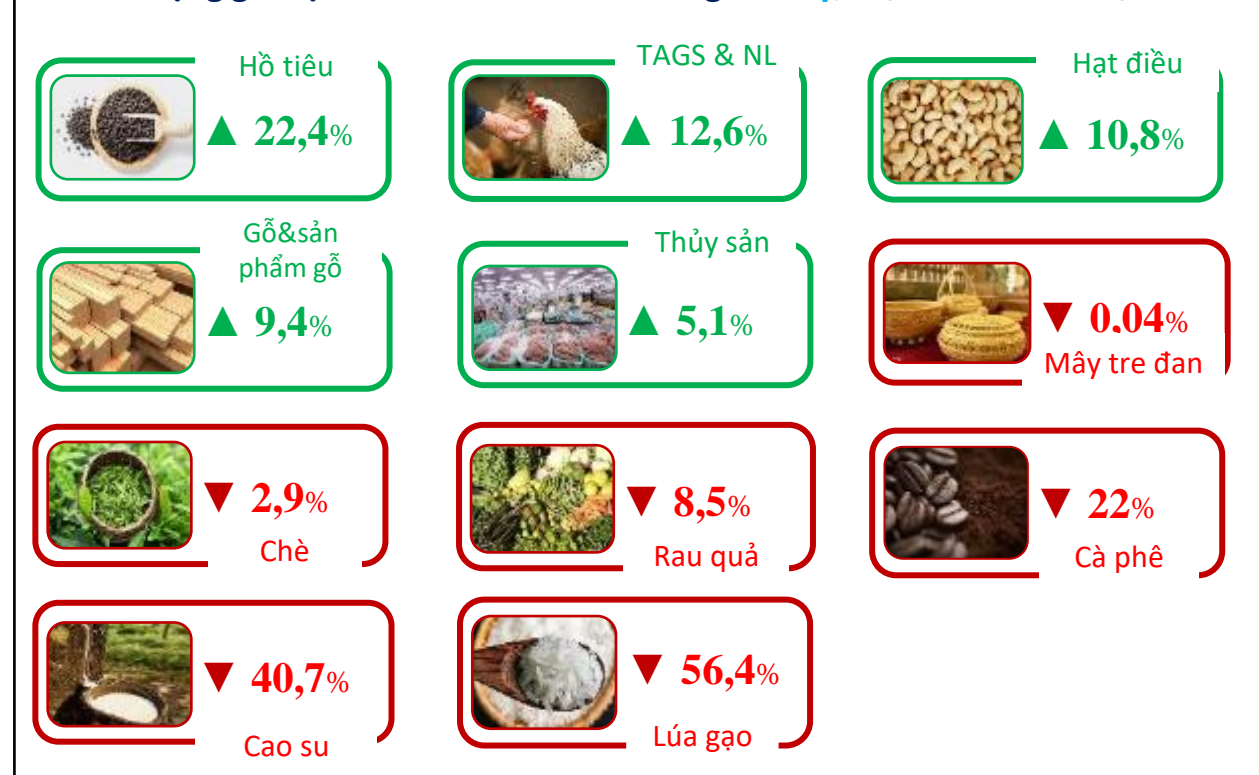 Hồ tiêu
▲ 22,4%
TAGS & NL
▲ 12,6%
Hạt điều
▲ 10,8%
Gỗ&sản
phẩm gỗ
▲ 9,4%
Thủy sản
▲ 5,1%
▼ 0,04%
Mây tre đan
▼ 2,9%
Chè
▼ 8,5%
Rau quả
▼ 22%
Cà phê
▼ 40,7%
Cao su
▼ 56,4%
Lúa gạo